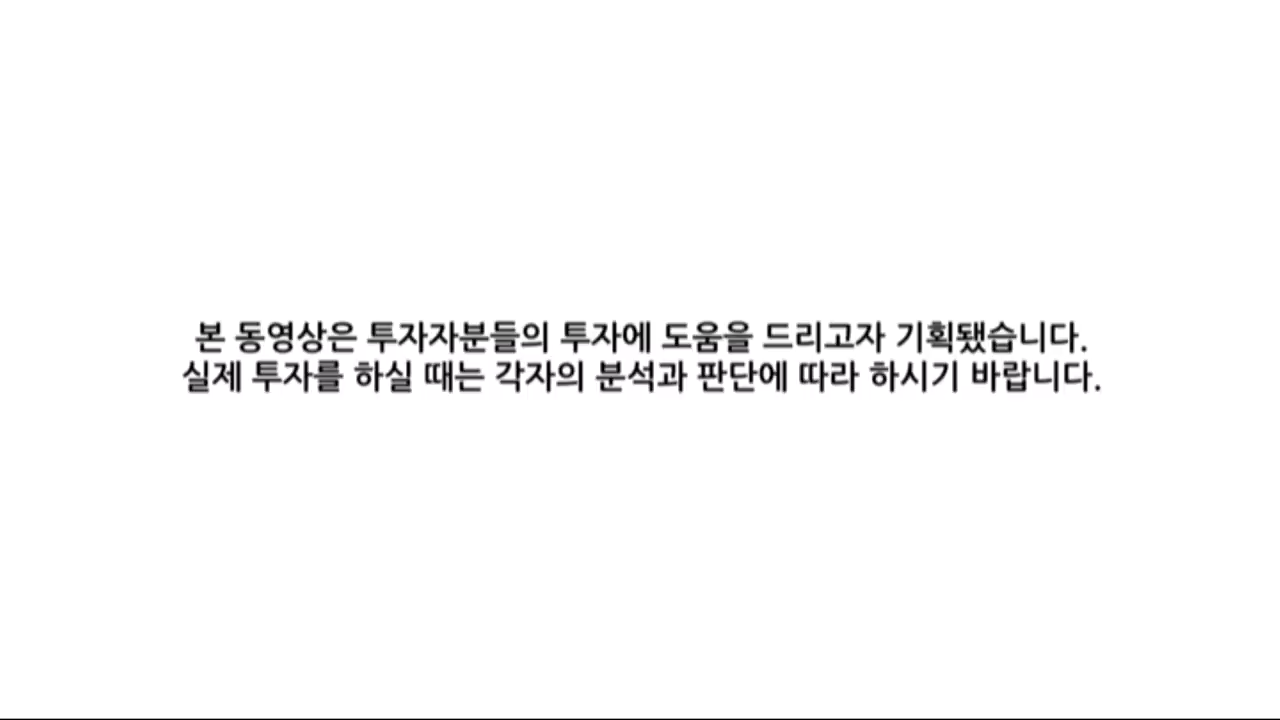 본 동영상은 투자자분들의 투자에 도움을 드리고자 기획됐습니다.
실제 투자를 하실 때는 각자의 분석과 판단에 따라 하시기 바랍니다.